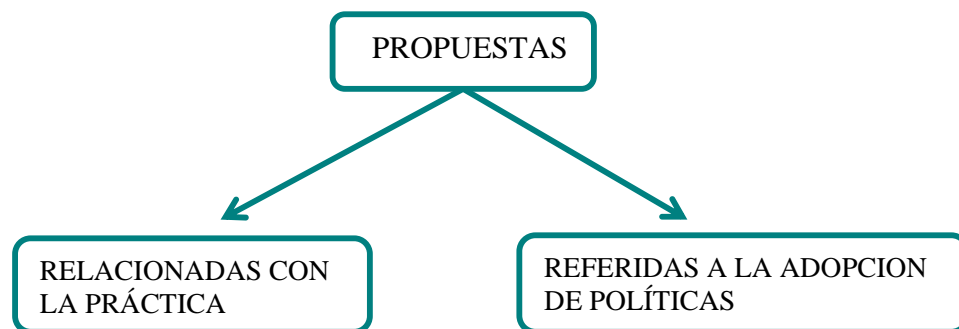 PROPUESTAS
RELACIONADAS CON
LA PRÁCTICA
REFERIDAS A LA ADOPCION
DE POLÍTICAS